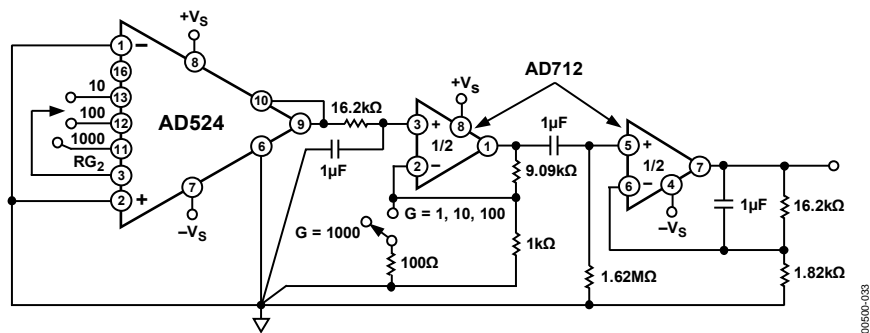 +VS
1
−
8
16
10
13
100
12
1000
11
RG2
3
2
+
AD524
10
9
6
7
−VS
16.2kΩ
1µF
+VS
AD712
3
+
8
1/2
1
2
−
G = 1, 10, 100
G = 1000
100Ω
9.09kΩ
1kΩ
1µF
1.62MΩ
5
+
1/2
7
6
−
4
−VS
1µF
16.2kΩ
1.82kΩ
00500-033